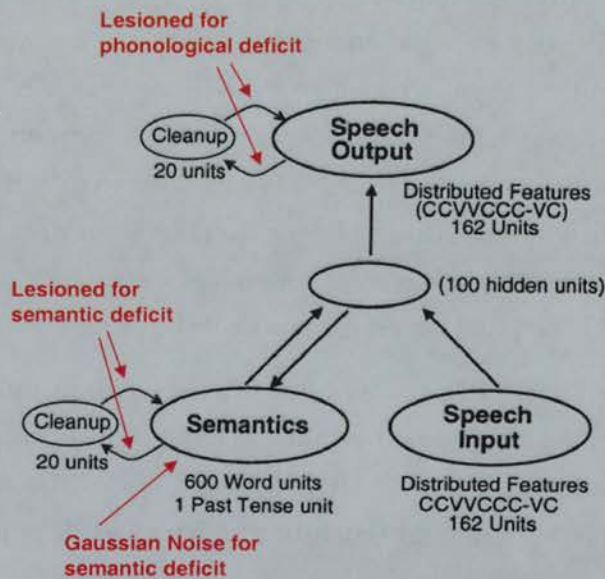 Lesioned for
phonological deficit
Cleanup
20 units
Speech
Output
Distributed Features
(CCVVCCC-VC)
162 Units
(100 hidden units)
Lesioned for
semantic deficit
Cleanup
20 units
Semantics
600 Word units
1 Past Tense unit
Speech
Input
Distributed Features
CCVVCCC-VC
162 Units
Gaussian Noise for
semantic deficit